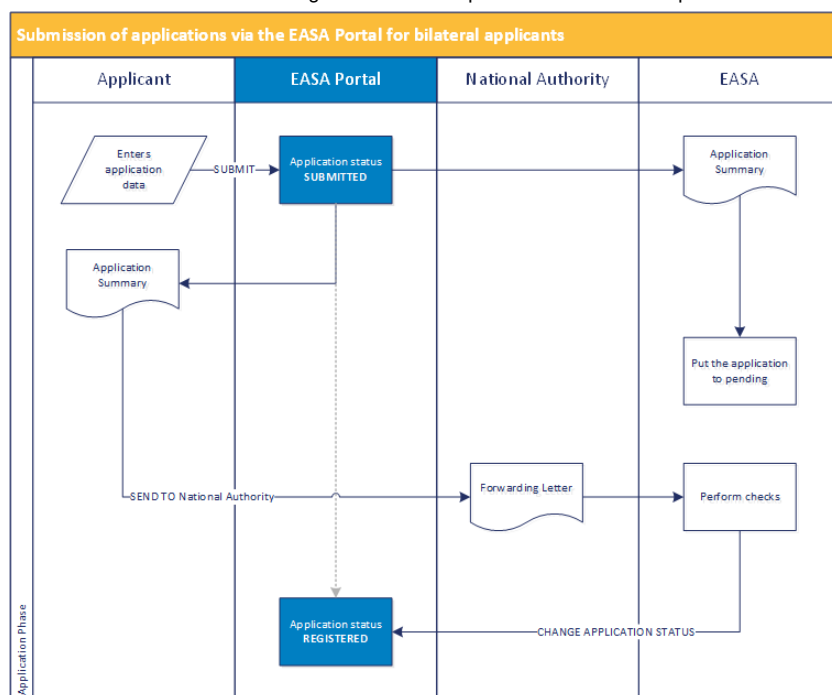 Submission of applications via the EASA Portal for bilateral applicants
Applicant
EASA Portal
National Authority
EASA
Enters
application
data
SUBMIT
Application status
SUBMITTED
Application
Summary
Application
Summary
Put the application
to pending
SEND TO National Authority
Forwarding Letter
Perform checks
Application status
REGISTERED
CHANGE APPLICATION STATUS
Application Phase